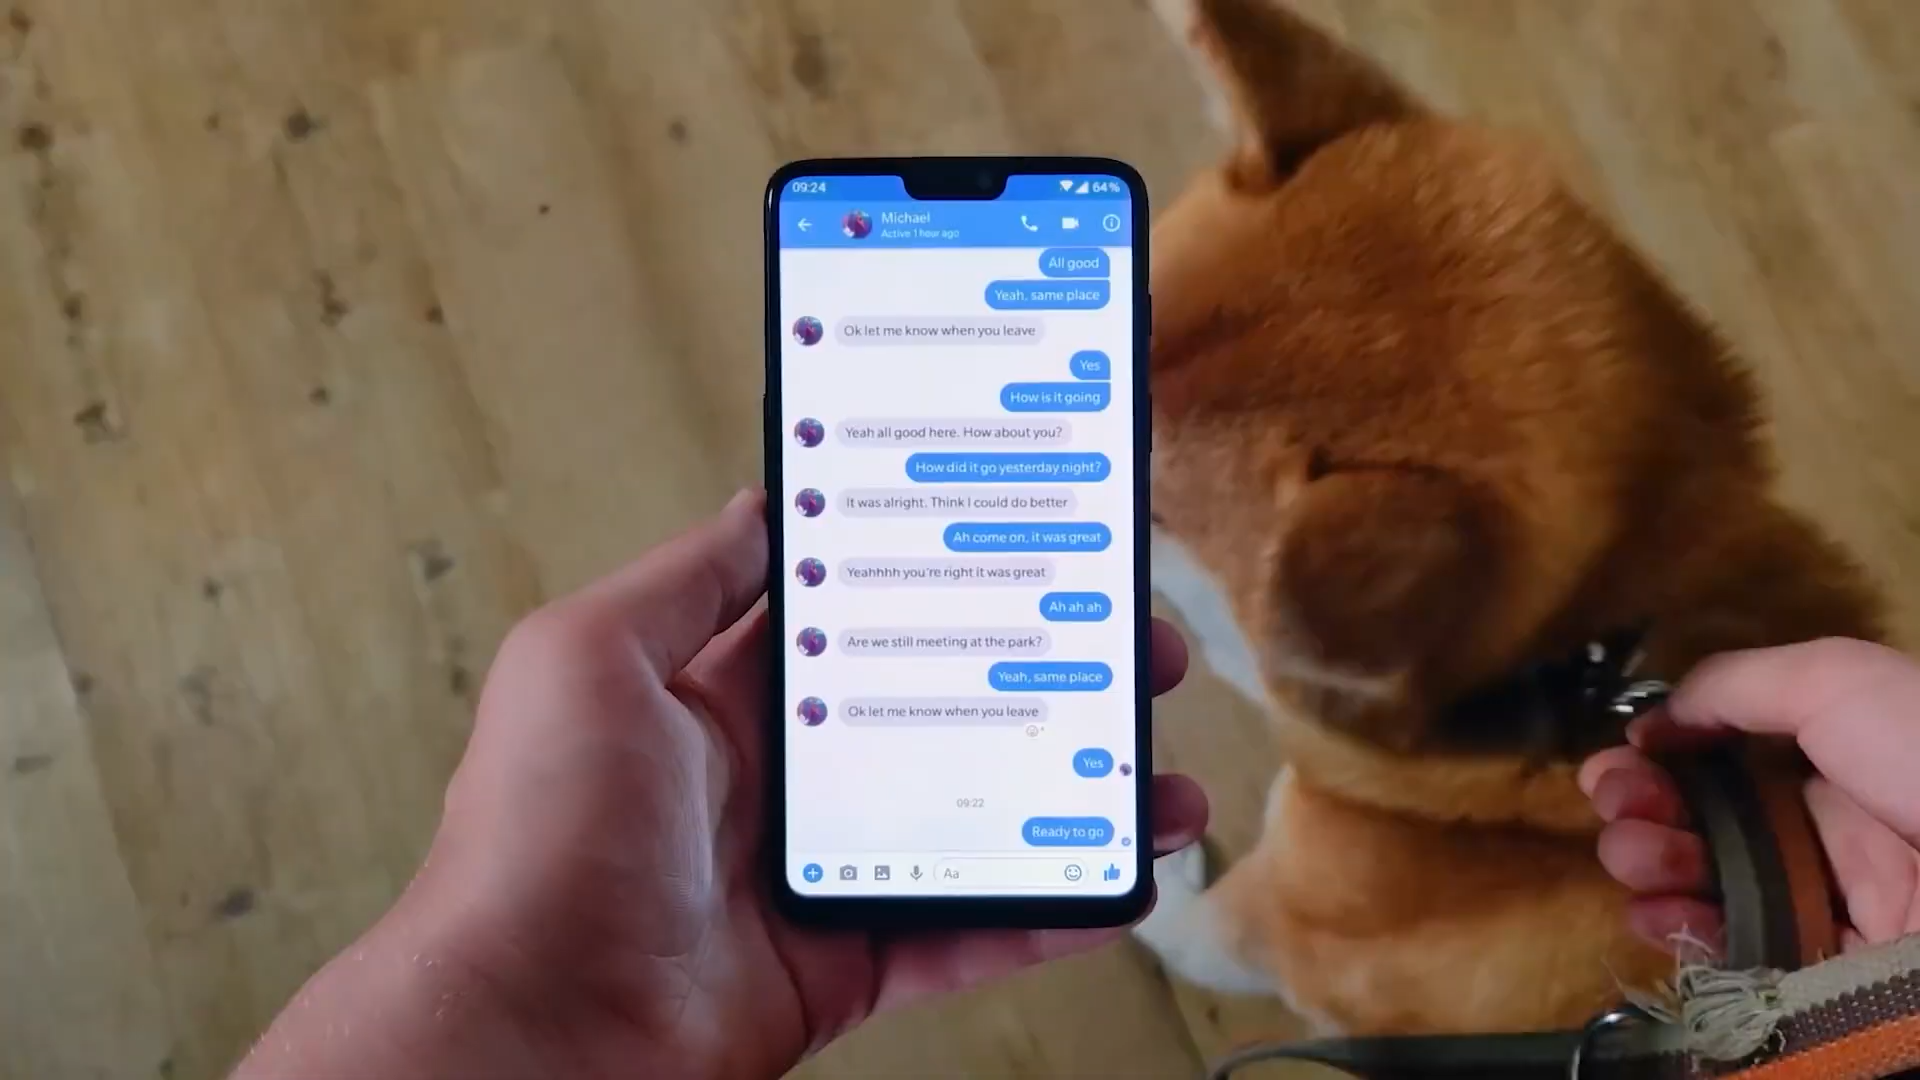 09:24
64%
Michael
Active 1 hour ago
All good
Yeah, same place
Ok let me know when you leave
Yes
How is it going
Yeah all good here. How about you?
How did it go yesterday night?
It was alright. Think I could do better
Ah come on, it was great
Yeahhhh you're right it was great
Ah ah ah
Are we still meeting at the park?
Yeah, same place
Ok let me know when you leave
Yes
09:22
Ready to go
Aa